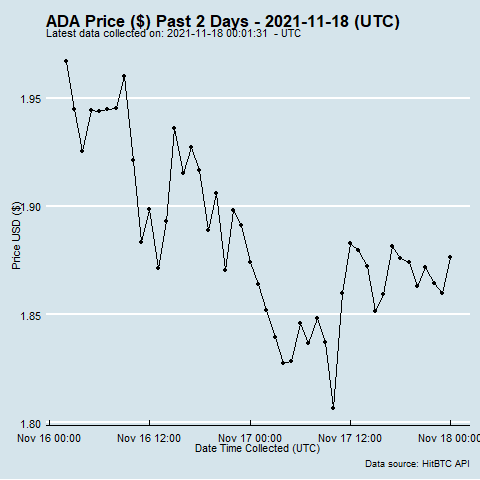 ADA Price ($) Past 2 Days - 2021-11-18 (UTC)
Latest data collected on: 2021-11-18 00:01:31 - UTC
1.95
1.90
1.85
1.80
Price USD ($)
Nov 16 00:00 Nov 16 12:00 Nov 17 00:00 Nov 17 12:00 Nov 18 00:00
Date Time Collected (UTC)
Data source: HitBTC API